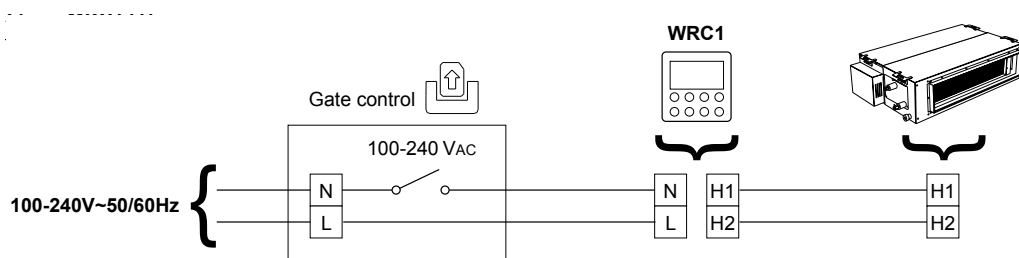 WRC1
Gate control
100-240 VAC
100-240V~50/60Hz
N
N
H1
H1
L
L
H2
H2